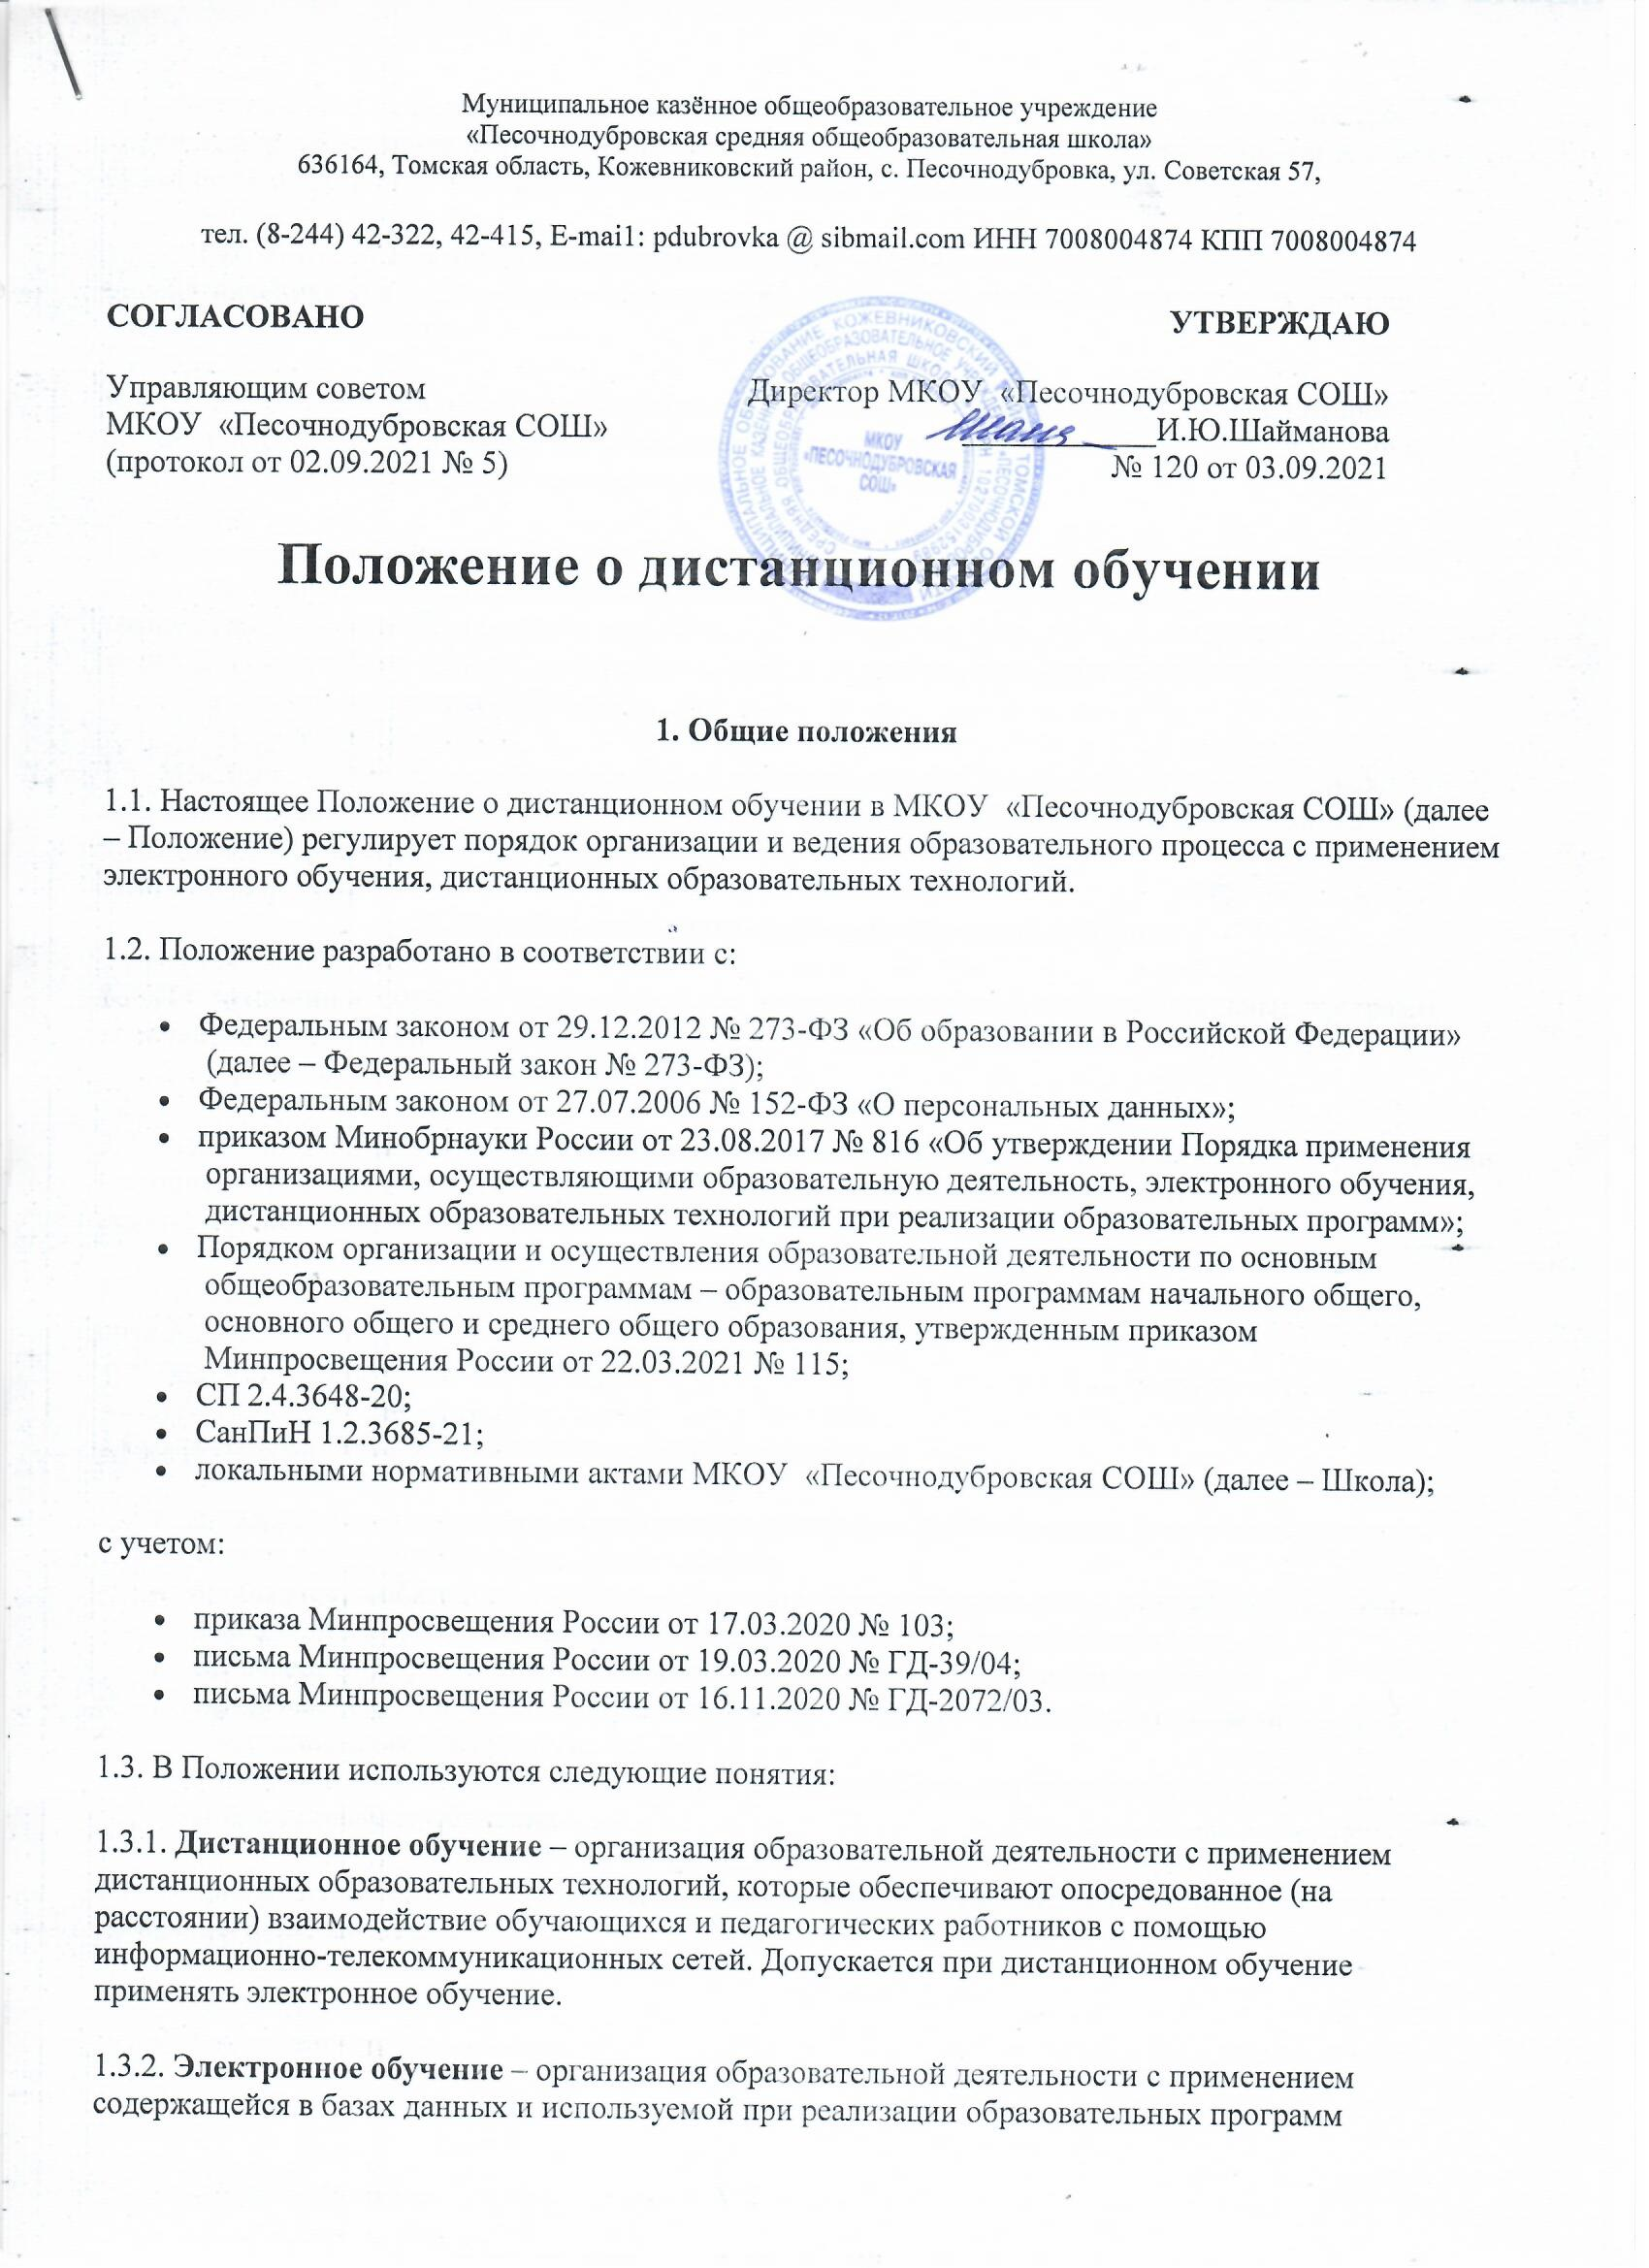 Муниципальное казённое общеобразовательное учреждение
«Песочнодубровская средняя общеобразовательная школа»
636164, Томская область, Кожевниковский район, с. Песочнодубровка, ул. Советская 57,
тел. (8-244) 42-322, 42-415, E-mai1: pdubrovka @ sibmail.com ИНН 7008004874 КПП 7008004874
СОГЛАСОВАНО
Управляющим советом
МКОУ «Песочнодубровская СОШ»
(протокол от 02.09.2021 № 5)
УТВЕРЖДАЮ
Директор МКОУ «Песочнодубровская СОШ»
____________И.Ю.Шайманова
№ 120 от 03.09.2021
МКОУ
«ПЕСОЧНОДУБРОВСКАЯ
СОШ»
Положение о дистанционном обучении
1. Общие положения
1.1. Настоящее Положение о дистанционном обучении в МКОУ «Песочнодубровская СОШ» (далее
– Положение) регулирует порядок организации и ведения образовательного процесса с применением
электронного обучения, дистанционных образовательных технологий.
1.2. Положение разработано в соответствии с:
• Федеральным законом от 29.12.2012 № 273-ФЗ «Об образовании в Российской Федерации»
(далее – Федеральный закон № 273-ФЗ);
• Федеральным законом от 27.07.2006 № 152-ФЗ «О персональных данных»;
• приказом Минобрнауки России от 23.08.2017 № 816 «Об утверждении Порядка применения
организациями, осуществляющими образовательную деятельность, электронного обучения,
дистанционных образовательных технологий при реализации образовательных программ»;
• Порядком организации и осуществления образовательной деятельности по основным
общеобразовательным программам – образовательным программам начального общего,
основного общего и среднего общего образования, утвержденным приказом
Минпросвещения России от 22.03.2021 № 115;
• СП 2.4.3648-20;
• СанПиН 1.2.3685-21;
• локальными нормативными актами МКОУ «Песочнодубровская СОШ» (далее – Школа);
с учетом:
• приказа Минпросвещения России от 17.03.2020 № 103;
• письма Минпросвещения России от 19.03.2020 № ГД-39/04;
• письма Минпросвещения России от 16.11.2020 № ГД-2072/03.
1.3. В Положении используются следующие понятия:
1.3.1. Дистанционное обучение – организация образовательной деятельности с применением
дистанционных образовательных технологий, которые обеспечивают опосредованное (на
расстоянии) взаимодействие обучающихся и педагогических работников с помощью
информационно-телекоммуникационных сетей. Допускается при дистанционном обучение
применять электронное обучение.
1.3.2. Электронное обучение – организация образовательной деятельности с применением
содержащейся в базах данных и используемой при реализации образовательных программ